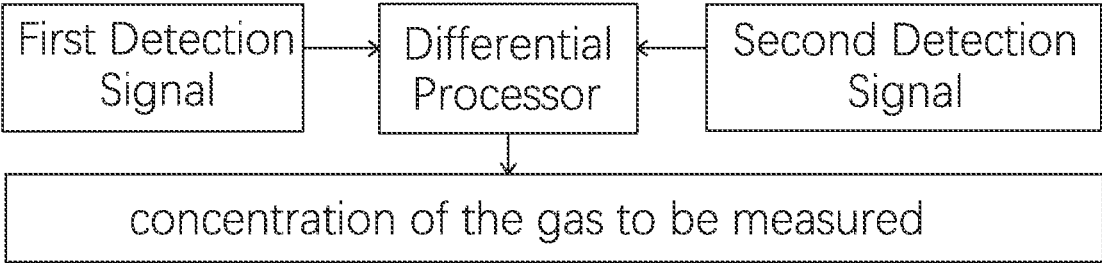 First Detection
Signal
Differential
Processor
Second Detection
Signal
concentration of the gas to be measured